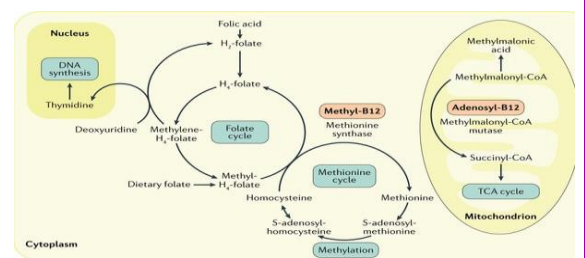 Nucleus
DNA
synthesis
Thymidine
Deoxyuridine
Folic acid
H₂-folate
H₄-folate
Methylene-
H₄-folate
Folate
cycle
Dietary folate
Methyl-
H₄-folate
Methyl-B12
Methionine
synthase
Methionine
cycle
Homocysteine
Methionine
S-adenosyl-
homocysteine
S-adenosyl-
methionine
Methylation
Cytoplasm
Methylmalonic
acid
Methylmalonyl-CoA
Adenosyl-B12
Methylmalonyl-CoA
mutase
Succinyl-CoA
TCA cycle
Mitochondrion